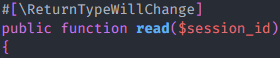 #[\ReturnTypeWillChange]
public function read($session_id)
{